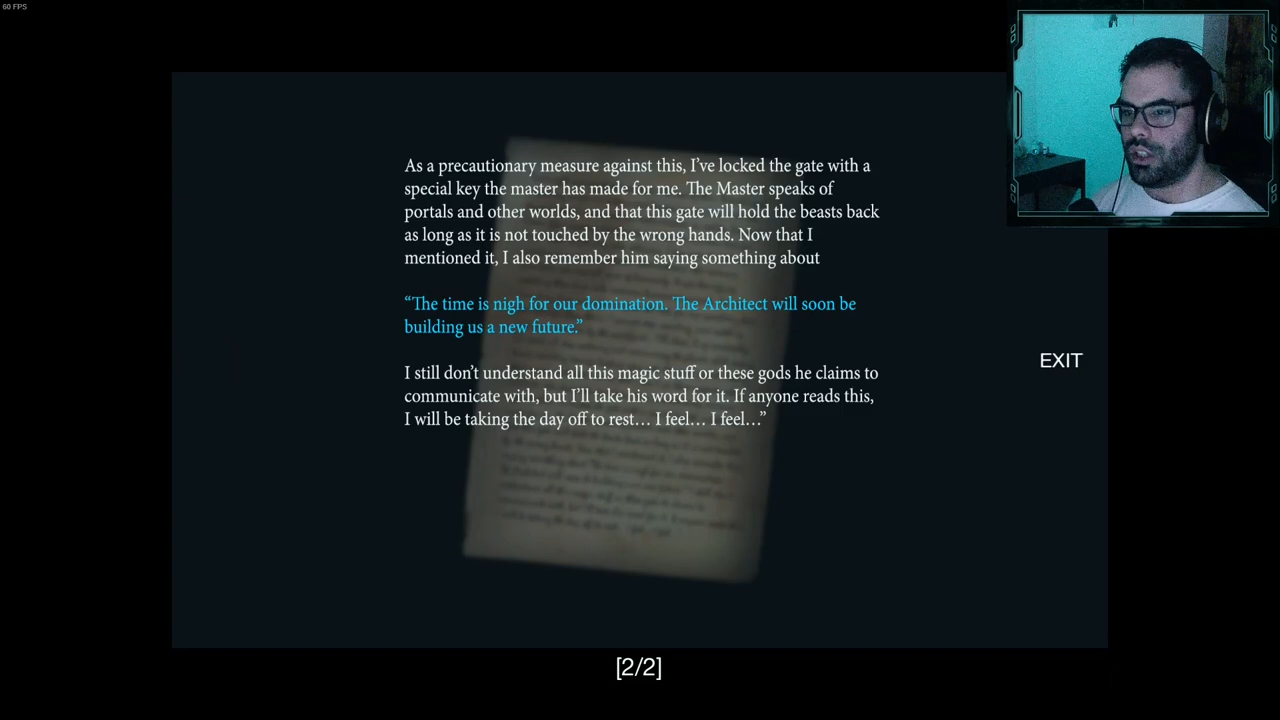 60 FPS
As a precautionary measure against this, I’ve locked the gate with a
special key the master has made for me. The Master speaks of
portals and other worlds, and that this gate will hold the beasts back
as long as it is not touched by the wrong hands. Now that I
mentioned it, I also remember him saying something about
“The time is nigh for our domination. The Architect will soon be
building us a new future.”
I still don’t understand all this magic stuff or these gods he claims to
communicate with, but I’ll take his word for it. If anyone reads this,
I will be taking the day off to rest… I feel… I feel…”
EXIT
[2/2]